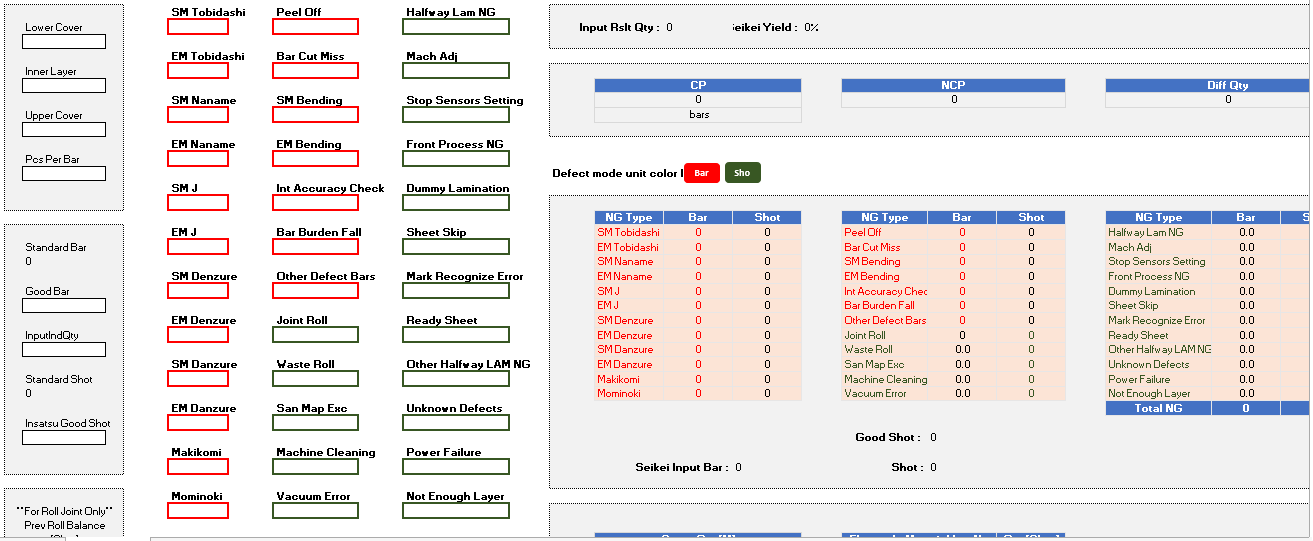 Lower Cover
Inner Layer
Upper Cover
Pcs Per Bar
Standard Bar
0
Good Bar
InputIndQty
Standard Shot
0
Insatsu Good Shot
**For Roll Joint Only**
Prev Roll Balance
SM Tobidashi Peel Off Halfway Lam NG
EM Tobidashi Bar Cut Miss Mach Adj
SM Naname SM Bending Stop Sensors Setting
EM Naname EM Bending Front Process NG
SM J Int Accuracy Check Dummy Lamination
EM J Bar Burden Fall Sheet Skip
SM Denzure Other Defect Bars Mark Recognize Error
EM Denzure Joint Roll Ready Sheet
SM Danzure Waste Roll Other Halfway LAM NG
EM Danzure San Map Exc Unknown Defects
Makikomi Machine Cleaning Power Failure
Mominoki Vacuum Error Not Enough Layer
Input Rslt Qty : 0 Seikei Yield : 0%
CP NCP Diff Qty
0 0 0
bars
Defect mode unit color Bar Sho
NG Type Bar Shot NG Type Bar Shot NG Type Bar S
SM Tobidashi 0 0 Peel Off 0 0 Halfway Lam NG 0.0
EM Tobidashi 0 0 Bar Cut Miss 0 0 Mach Adj 0.0
SM Naname 0 0 SM Bending 0 0 Stop Sensors Setting 0.0
EM Naname 0 0 EM Bending 0 0 Front Process NG 0.0
SM J 0 0 Int Accuracy Chec 0 0 Dummy Lamination 0.0
EM J 0 0 Bar Burden Fall 0 0 Sheet Skip 0.0
SM Denzure 0 0 Other Defect Bars 0 0 Mark Recognize Error 0.0
EM Denzure 0 0 Joint Roll 0 0 Ready Sheet 0.0
SM Danzure 0 0 Waste Roll 0.0 0 Other Halfway LAM NG 0.0
EM Danzure 0 0 San Map Exc 0.0 0 Unknown Defects 0.0
Makikomi 0 0 Machine Cleaning 0.0 0 Power Failure 0.0
Mominoki 0 0 Vacuum Error 0.0 0 Not Enough Layer 0.0
Total NG 0
Good Shot : 0
Seikei Input Bar : 0 Shot : 0